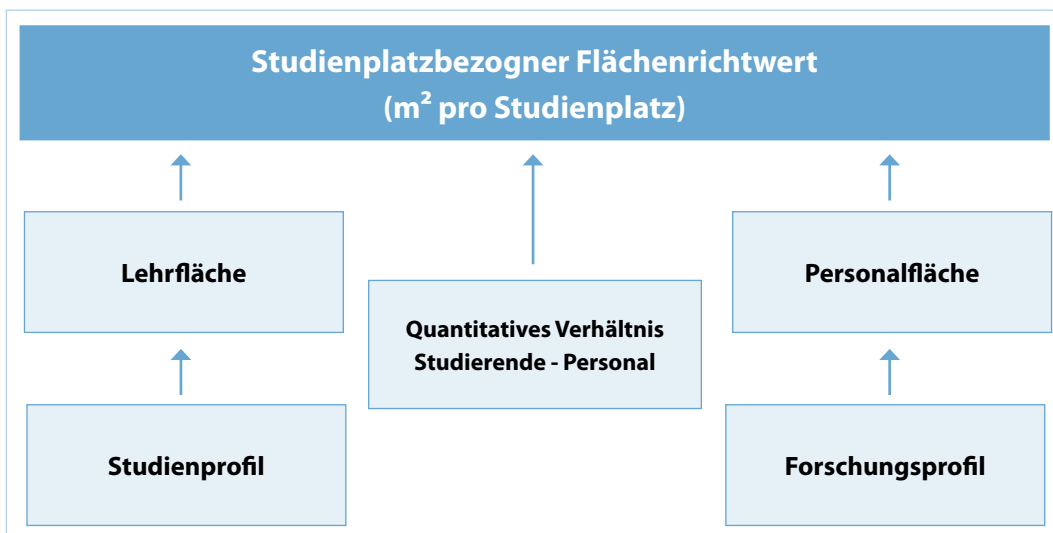 Studienplatzbezogner Flächenrichtwert
(m² pro Studienplatz)
Lehrfläche
Personalfläche
Quantitatives Verhältnis
Studierende - Personal
Studienprofil
Forschungsprofil